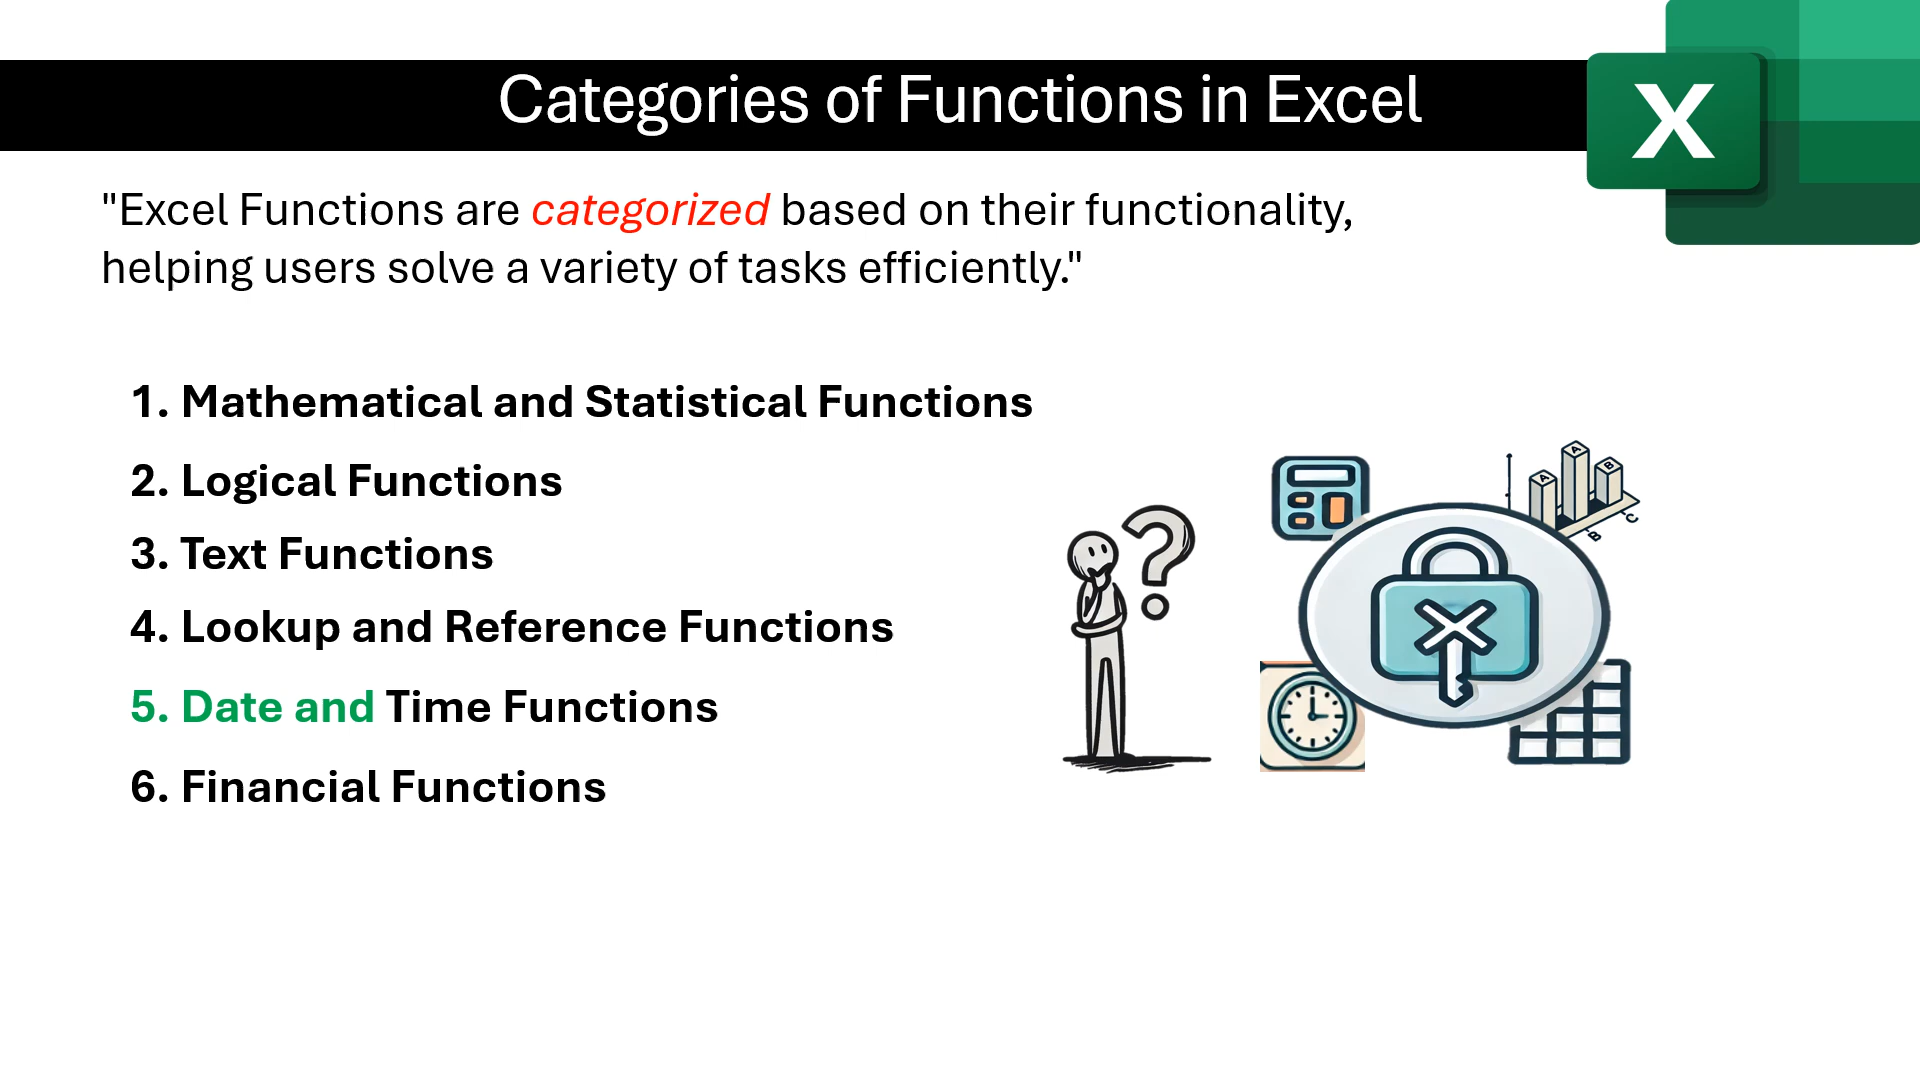 Categories of Functions in Excel
X
"Excel Functions are categorized based on their functionality,
helping users solve a variety of tasks efficiently."
1. Mathematical and Statistical Functions
2. Logical Functions
3. Text Functions
4. Lookup and Reference Functions
5. Date and Time Functions
6. Financial Functions
A
A
B
B
C